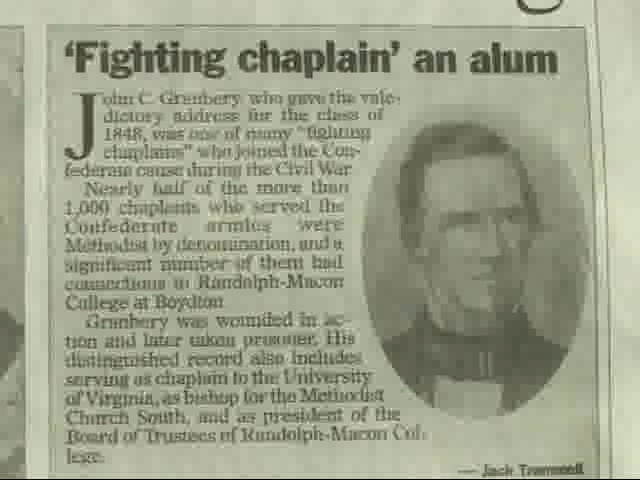 'Fighting chaplain' an alum
John C. Granbery, who gave the vale-
dictory address for the class of
1848, was one of many "fighting
chaplains" who joined the Con-
federate cause during the Civil War.
Nearly half of the more than
1,000 chaplains who served the
Confederate armies were
Methodist by denomination, and a
significant number of them had
connections to Randolph-Macon
College at Boydton.
Granbery was wounded in ac-
tion and later taken prisoner. His
distinguished record also includes
serving as chaplain to the University
of Virginia, as bishop for the Methodist
Church South, and as president of the
Board of Trustees of Randolph-Macon Col-
lege.
— Jack Trammell